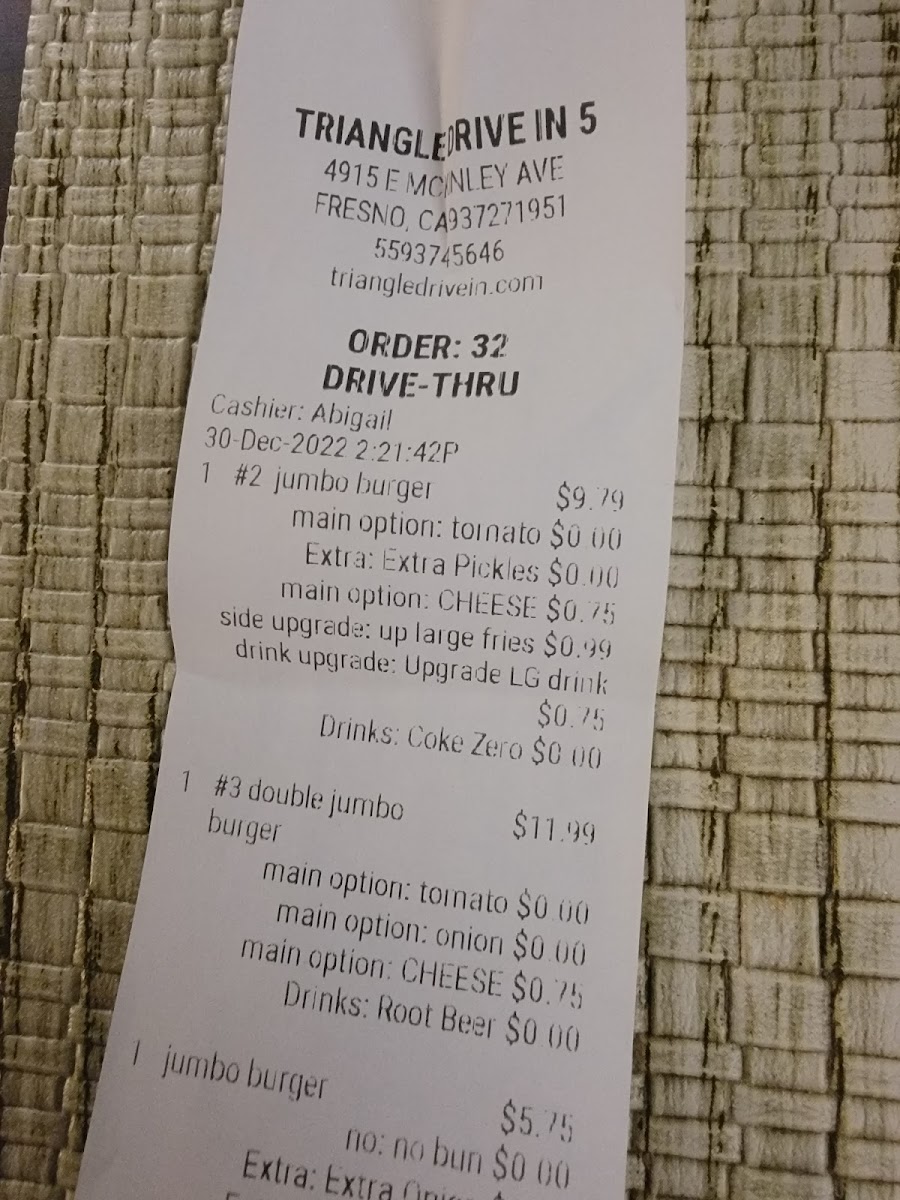 TRIANGLE DRIVE IN 5
4915 E MCKINLEY AVE
FRESNO, CA937271951
5593745646
triangledrivein.com
ORDER: 32
DRIVE-THRU
Cashier: Abigail
30-Dec-2022 2:21:42P
1 #2 jumbo burger $9.79
main option: tomato $0.00
Extra: Extra Pickles $0.00
main option: CHEESE $0.75
side upgrade: up large fries $0.99
drink upgrade: Upgrade LG drink
$0.75
Drinks: Coke Zero $0.00
1 #3 double jumbo $11.99
burger
main option: tomato $0.00
main option: onion $0.00
main option: CHEESE $0.75
Drinks: Root Beer $0.00
1 jumbo burger
$5.75
no: no bun $0.00
Extra: Extra